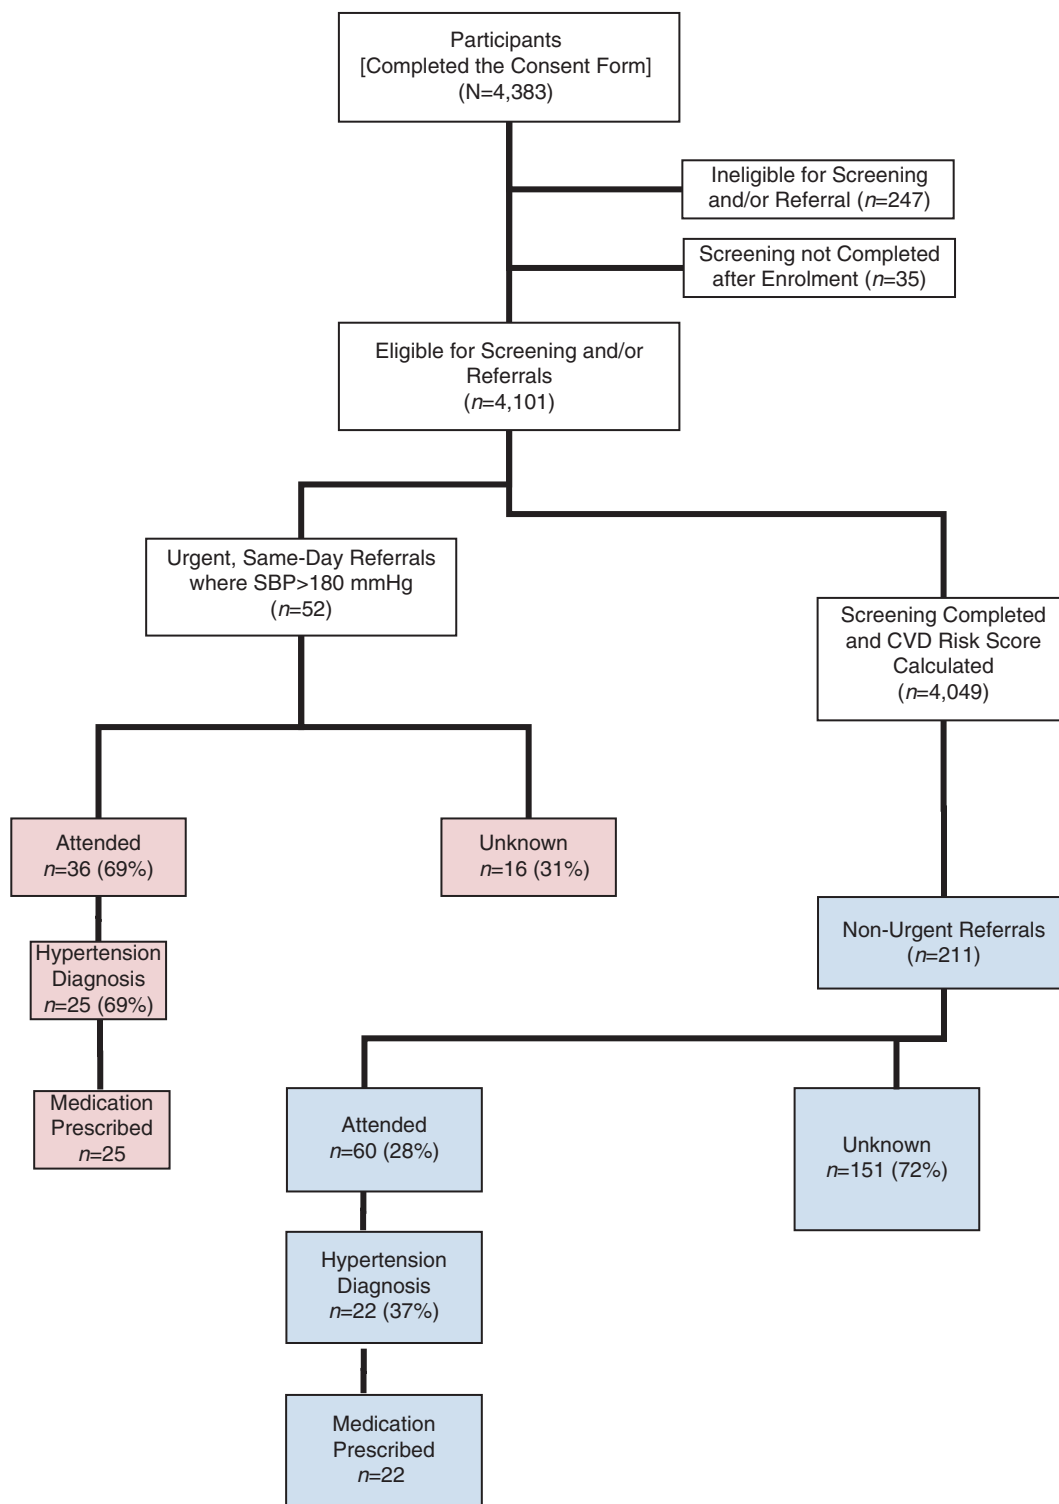 Participants
[Completed the Consent Form]
(N=4,383)
Ineligible for Screening
and/or Referral (n=247)
Screening not Completed
after Enrolment (n=35)
Eligible for Screening and/or
Referrals
(n=4,101)
Urgent, Same-Day Referrals
where SBP>180 mmHg
(n=52)
Screening Completed
and CVD Risk Score
Calculated
(n=4,049)
Attended
n=36 (69%)
Unknown
n=16 (31%)
Hypertension
Diagnosis
n=25 (69%)
Medication
Prescribed
n=25
Non-Urgent Referrals
(n=211)
Attended
n=60 (28%)
Unknown
n=151 (72%)
Hypertension
Diagnosis
n=22 (37%)
Medication
Prescribed
n=22